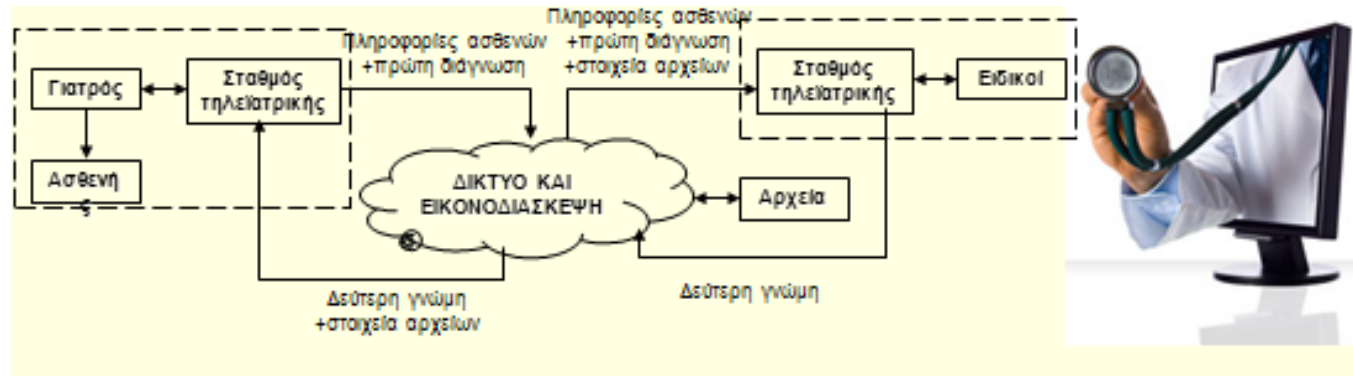 Πληροφορίες ασθενών
+πρώτη διάγνωση
Πληροφορίες ασθενών
+πρώτη διάγνωση
+στοιχεία αρχείων
Γιατρός
Σταθμός
τηλεϊατρικής
Ασθενή
ς
Σταθμός
τηλεϊατρικής
Ειδικοί
ΔΙΚΤΥΟ ΚΑΙ
ΕΙΚΟΝΟΔΙΑΣΚΕΨΗ
Αρχεία
Δεύτερη γνώμη
+στοιχεία αρχείων
Δεύτερη γνώμη